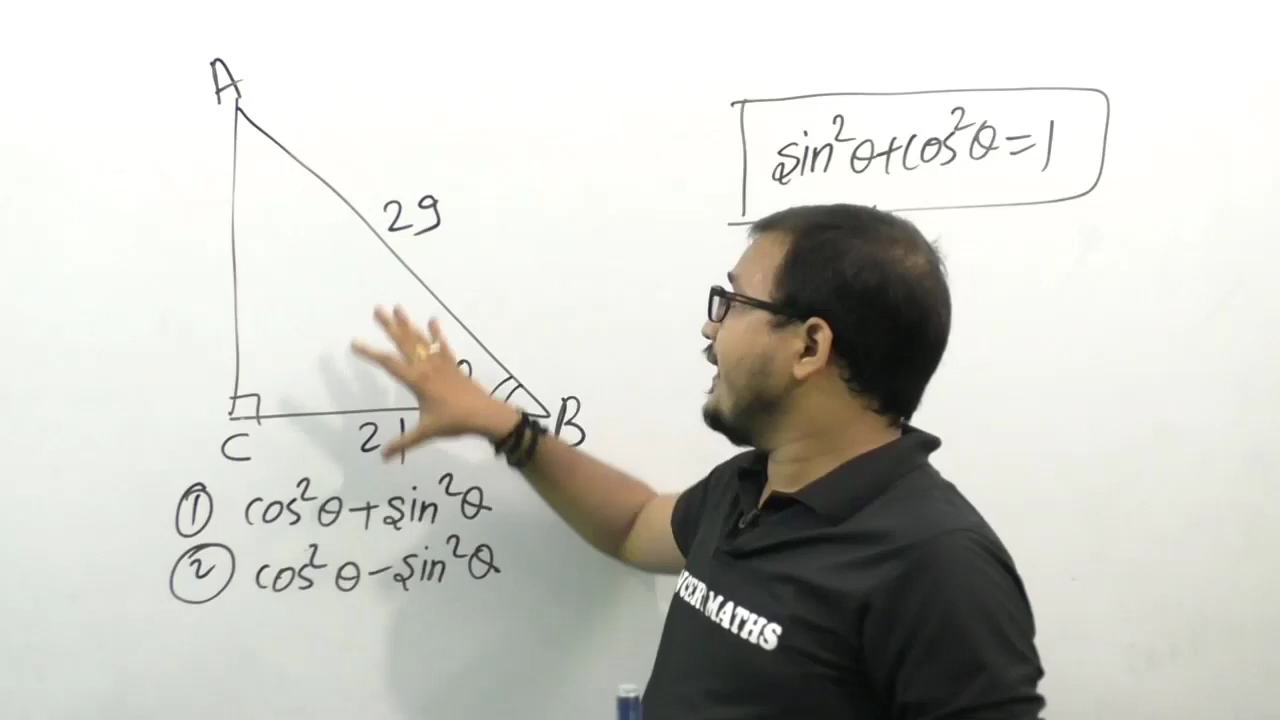 A
29
sin²θ+cos²θ=1
B
C
21
① cos²θ+sin²θ
② cos²θ-sin²θ
MATHS